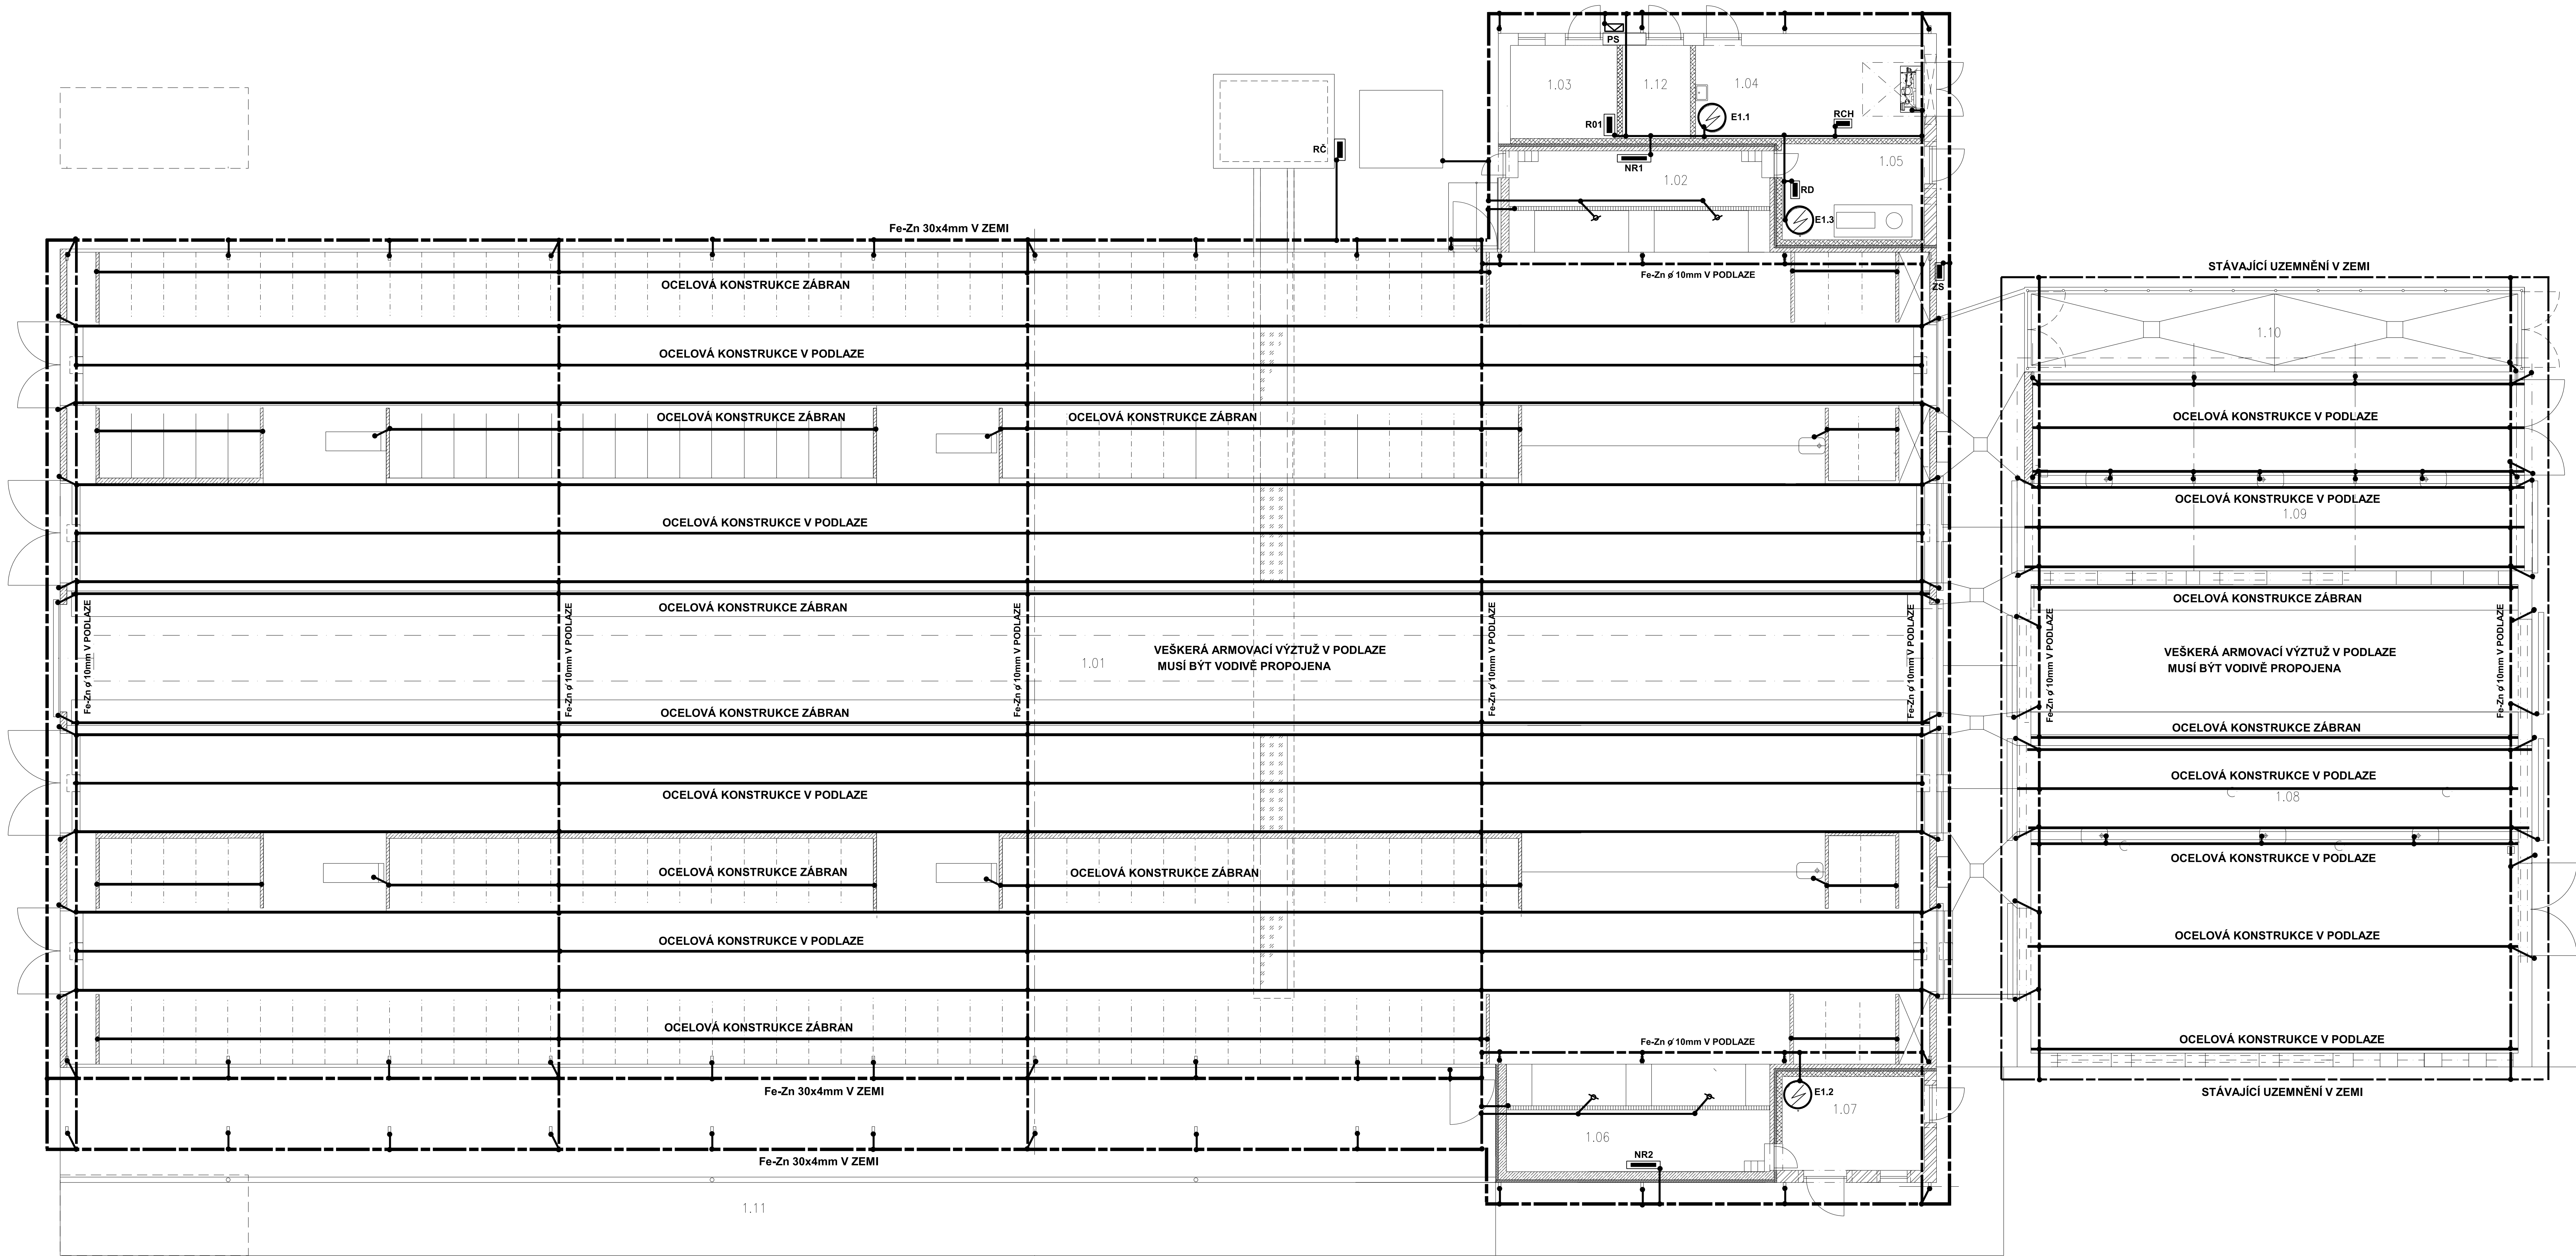 PS
1.03
1.12
1.04
R01
E1.1
RCH
RČ
NR1
1.02
1.05
RD
E1.3
Fe-Zn 30x4mm V ZEMI
Fe-Zn ø 10mm V PODLAZE
ZS
STÁVAJÍCÍ UZEMNĚNÍ V ZEMI
OCELOVÁ KONSTRUKCE ZÁBRAN
1.10
OCELOVÁ KONSTRUKCE V PODLAZE
OCELOVÁ KONSTRUKCE ZÁBRAN
OCELOVÁ KONSTRUKCE ZÁBRAN
OCELOVÁ KONSTRUKCE V PODLAZE
OCELOVÁ KONSTRUKCE V PODLAZE
OCELOVÁ KONSTRUKCE V PODLAZE
1.09
OCELOVÁ KONSTRUKCE ZÁBRAN
OCELOVÁ KONSTRUKCE ZÁBRAN
Fe-Zn ø 10mm V PODLAZE
Fe-Zn ø 10mm V PODLAZE
Fe-Zn ø 10mm V PODLAZE
Fe-Zn ø 10mm V PODLAZE
Fe-Zn ø 10mm V PODLAZE
Fe-Zn ø 10mm V PODLAZE
Fe-Zn ø 10mm V PODLAZE
1.01
VEŠKERÁ ARMOVACÍ VÝZTUŽ V PODLAZE
MUSÍ BÝT VODIVĚ PROPOJENA
VEŠKERÁ ARMOVACÍ VÝZTUŽ V PODLAZE
MUSÍ BÝT VODIVĚ PROPOJENA
OCELOVÁ KONSTRUKCE ZÁBRAN
OCELOVÁ KONSTRUKCE ZÁBRAN
OCELOVÁ KONSTRUKCE V PODLAZE
OCELOVÁ KONSTRUKCE V PODLAZE
1.08
OCELOVÁ KONSTRUKCE ZÁBRAN
OCELOVÁ KONSTRUKCE ZÁBRAN
OCELOVÁ KONSTRUKCE V PODLAZE
OCELOVÁ KONSTRUKCE V PODLAZE
OCELOVÁ KONSTRUKCE V PODLAZE
OCELOVÁ KONSTRUKCE ZÁBRAN
Fe-Zn ø 10mm V PODLAZE
OCELOVÁ KONSTRUKCE V PODLAZE
Fe-Zn 30x4mm V ZEMI
E1.2
1.07
STÁVAJÍCÍ UZEMNĚNÍ V ZEMI
1.06
NR2
Fe-Zn 30x4mm V ZEMI
1.11